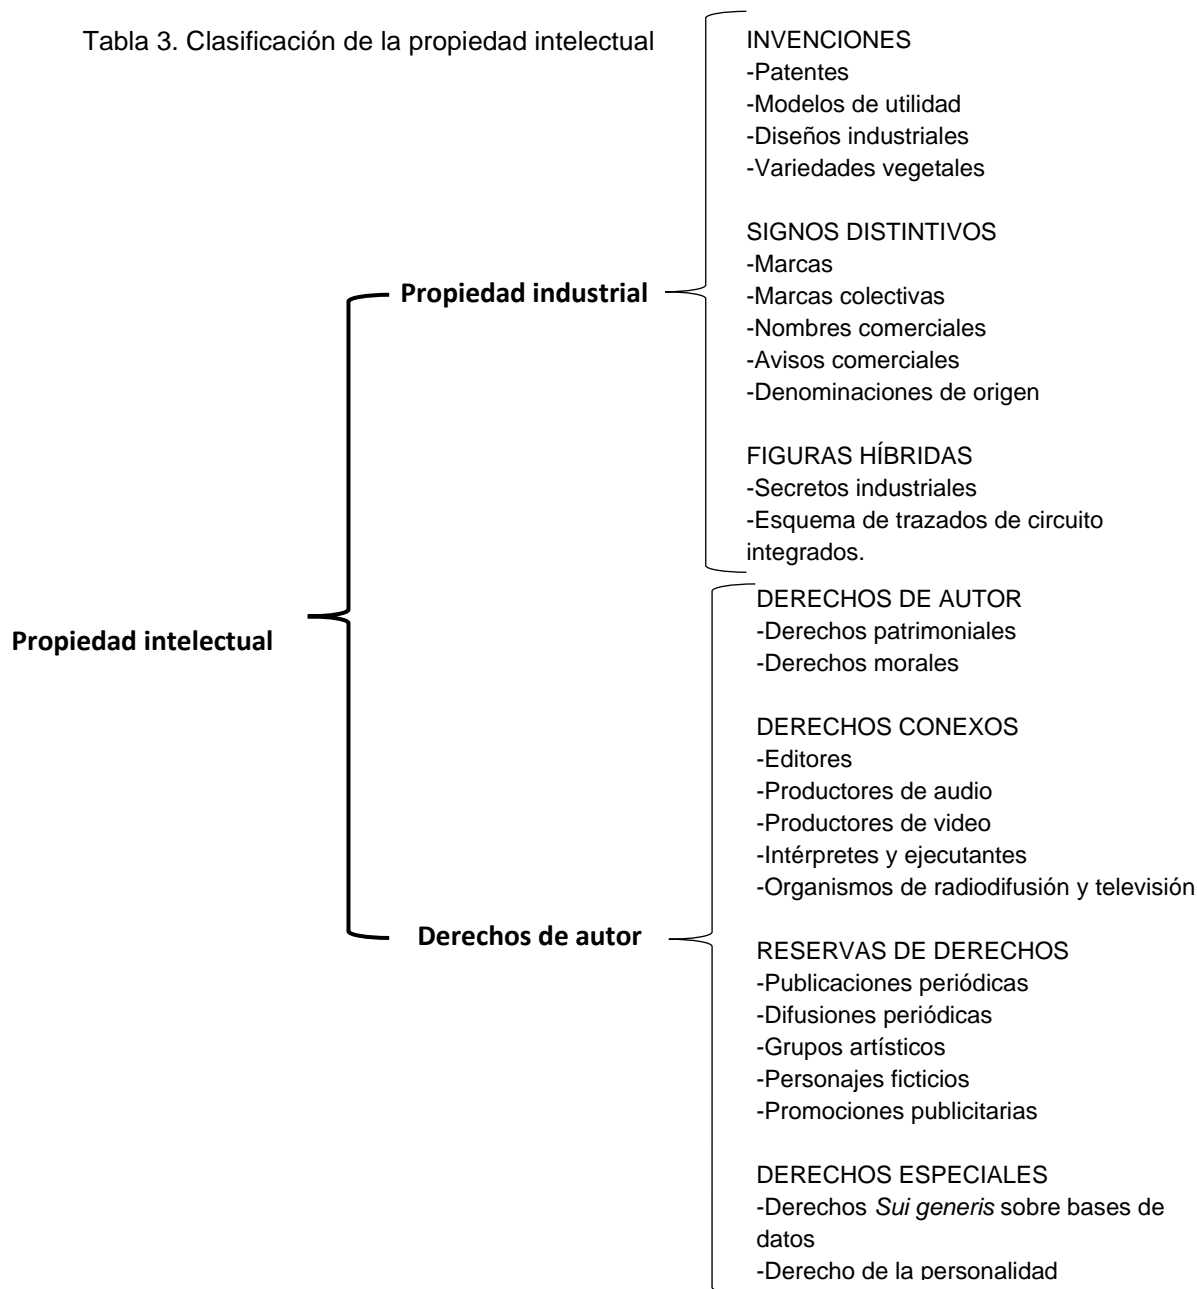 Tabla 3. Clasificación de la propiedad intelectual
Propiedad intelectual
Propiedad industrial
INVENCIONES
-Patentes
-Modelos de utilidad
-Diseños industriales
-Variedades vegetales
SIGNOS DISTINTIVOS
-Marcas
-Marcas colectivas
-Nombres comerciales
-Avisos comerciales
-Denominaciones de origen
FIGURAS HÍBRIDAS
-Secretos industriales
-Esquema de trazados de circuito
integrados.
Derechos de autor
DERECHOS DE AUTOR
-Derechos patrimoniales
-Derechos morales
DERECHOS CONEXOS
-Editores
-Productores de audio
-Productores de video
-Intérpretes y ejecutantes
-Organismos de radiodifusión y televisión
RESERVAS DE DERECHOS
-Publicaciones periódicas
-Difusiones periódicas
-Grupos artísticos
-Personajes ficticios
-Promociones publicitarias
DERECHOS ESPECIALES
-Derechos Sui generis sobre bases de
datos
-Derecho de la personalidad